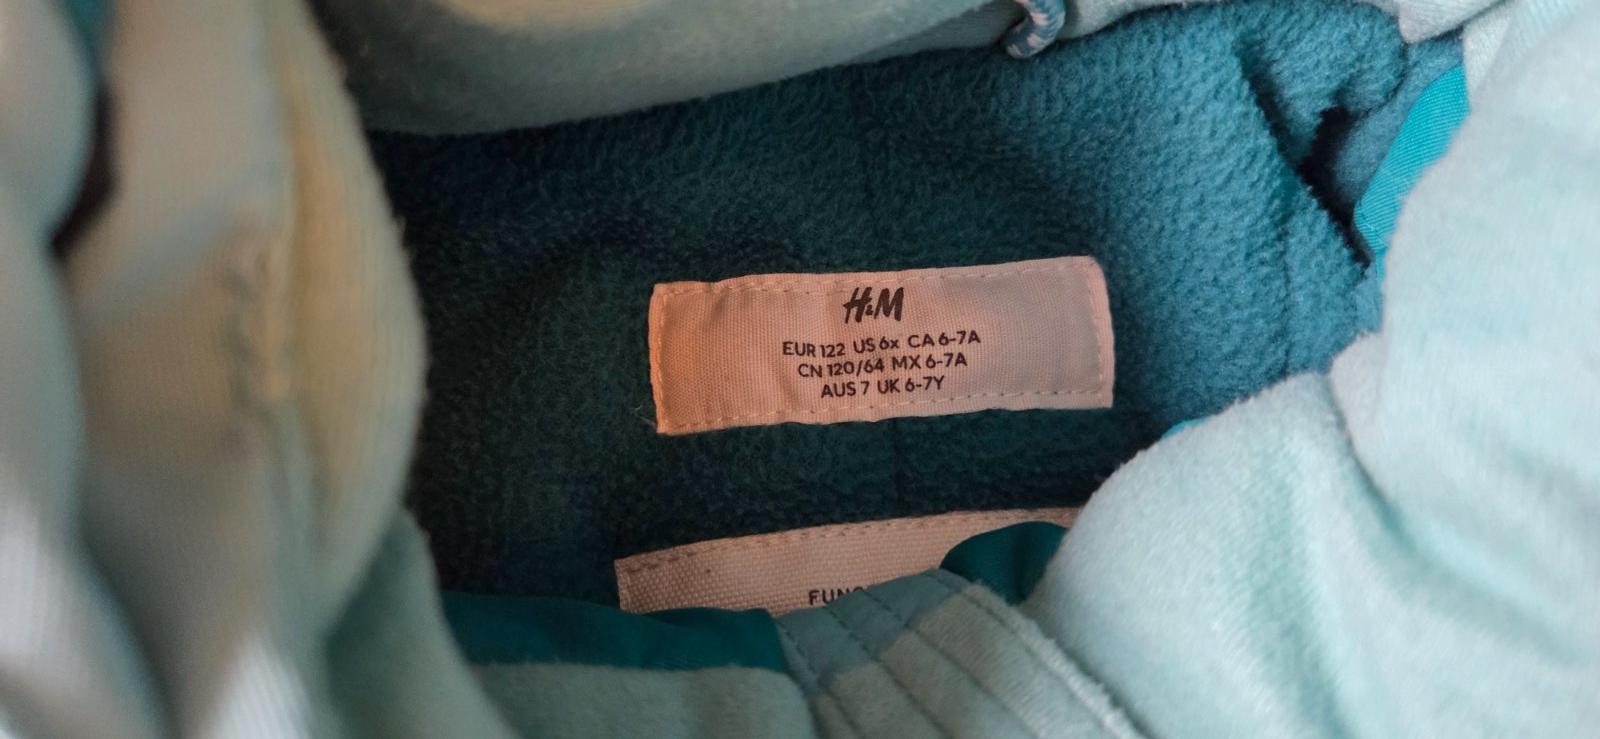 H&M
EUR 122 US 6x CA 6-7A
CN 120/64 MX 6-7A
AUS 7 UK 6-7Y